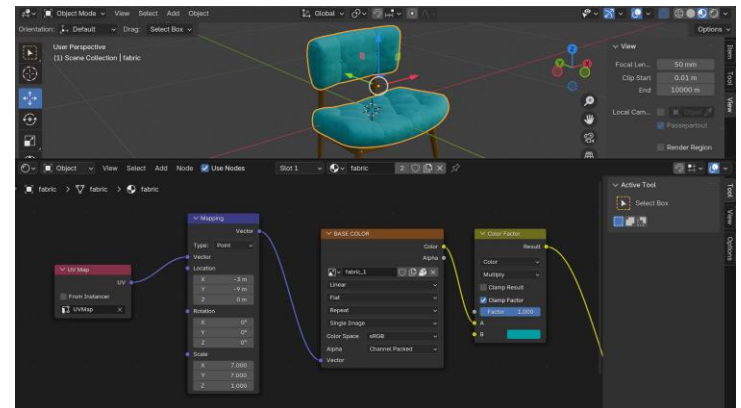 Object Mode View Select Add Object Global
Orientation: Default Drag: Select Box Options
User Perspective
(1) Scene Collection | fabric
View
Focal Len... 50 mm
Clip Start 0.01 m
End 10000 m
Local Cam...
Passepartout
Render Region
Item
Tool
View
Object View Select Add Node Use Nodes Slot 1 fabric 2
fabric > fabric > fabric
UV Map
UV
From Instancer
UVMap
Mapping
Vector
Type: Point
Vector
Location
X -3 m
Y -9 m
Z 0 m
Rotation
X 0°
Y 0°
Z 0°
Scale
X 7.000
Y 7.000
Z 1.000
BASE COLOR
Color
Alpha
fabric_1
Linear
Flat
Repeat
Single Image
Color Space sRGB
Alpha Channel Packed
Vector
Color Factor
Result
Color
Multiply
Clamp Result
Clamp Factor
Factor 1.000
A
B
Active Tool
Select Box
Tool
View
Options